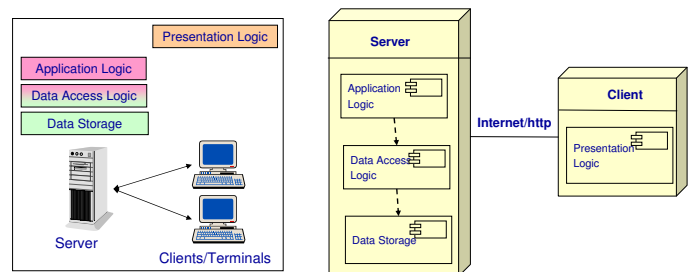 Presentation Logic
Application Logic
Data Access Logic
Data Storage
Server
Clients/Terminals
Server
Application
Logic
Data Access
Logic
Data Storage
Internet/http
Client
Presentation
Logic